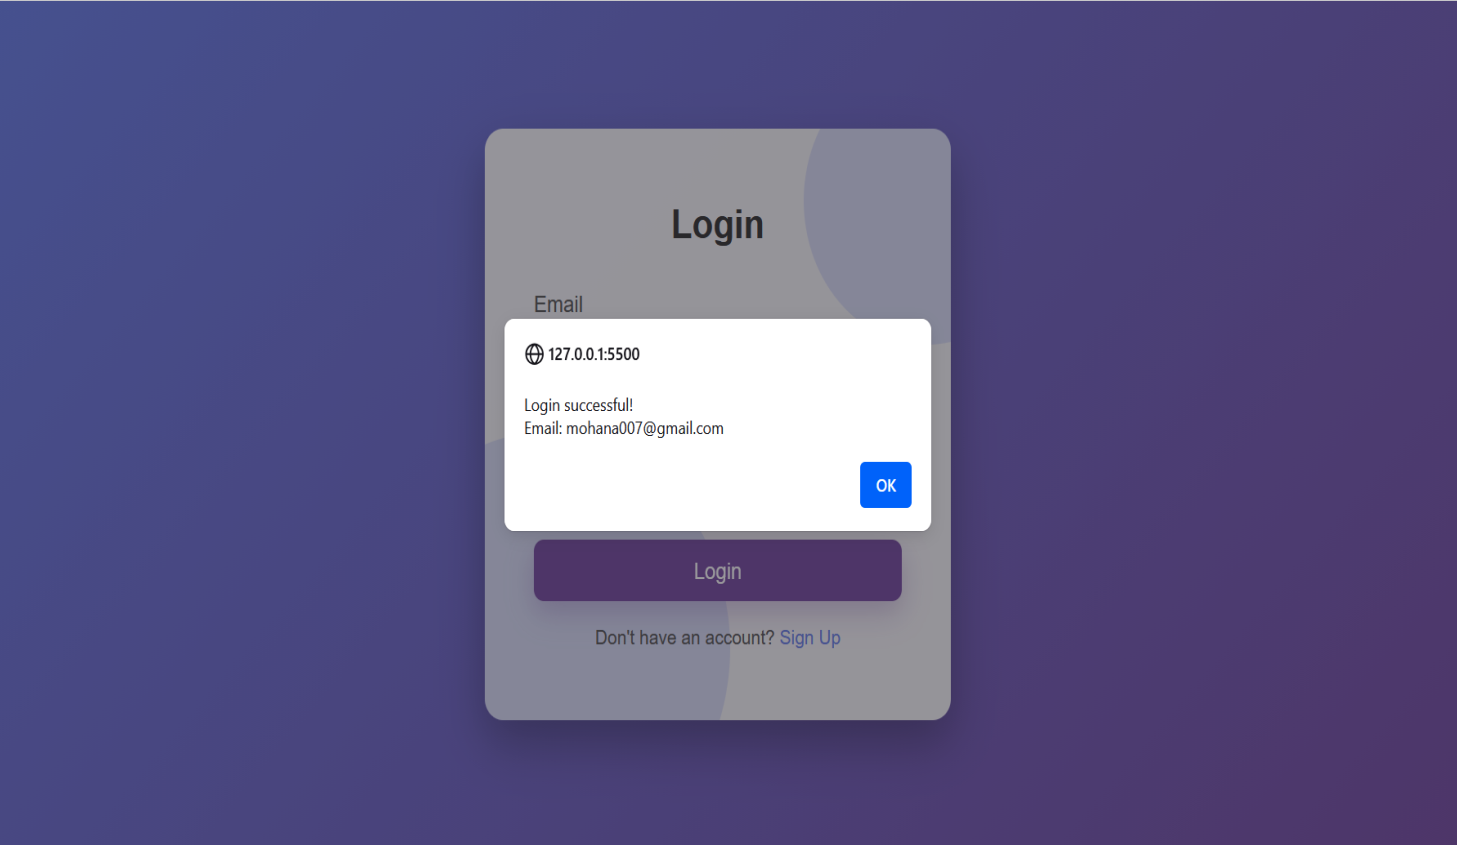 Login
Email
127.0.0.1:5500
Login successful!
Email: mohana007@gmail.com
OK
Login
Don't have an account? Sign Up